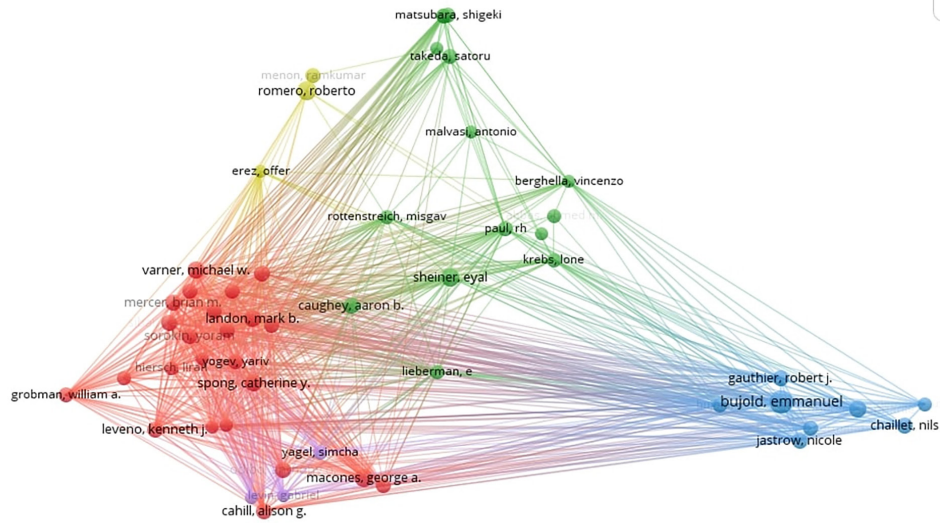 matsubara, shigeki
takeda, satoru
menon, ramkumar
romero, roberto
malvasi, antonio
erez, offer
berghella, vincenzo
rottenstreich, misgav
paul, rh
krebs, lone
varner, michael w.
sheiner, eyal
mercer, brian m.
caughey, aaron b.
landon, mark b.
sorokin, yoram
yogev, yariv
hiersch, liran
lieberman, e
gauthier, robert j.
spong, catherine y.
grobman, william a.
bujold, emmanuel
leveno, kenneth j.
chaillet, nils
jastrow, nicole
yagel, simcha
macones, george a.
levin, gabriel
cahill, alison g.